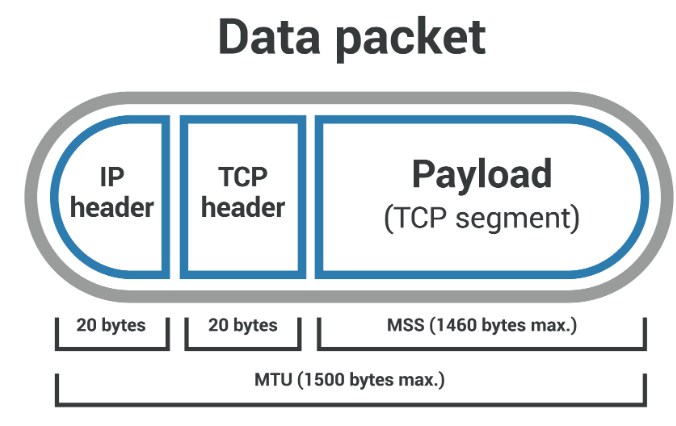 Data packet
IP
header
TCP
header
Payload
(TCP segment)
20 bytes
20 bytes
MSS (1460 bytes max.)
MTU (1500 bytes max.)